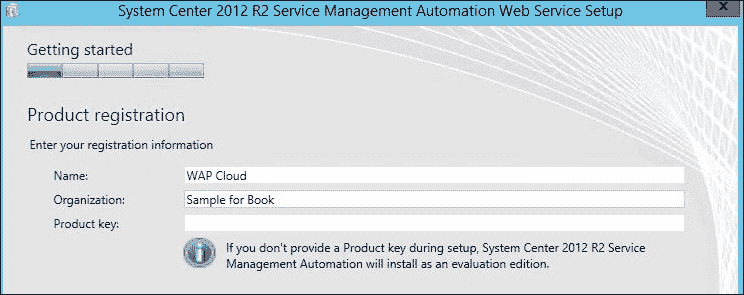 System Center 2012 R2 Service Management Automation Web Service Setup
x
Getting started
Product registration
Enter your registration information
Name: WAP Cloud
Organization: Sample for Book
Product key:
If you don't provide a Product key during setup, System Center 2012 R2 Service
Management Automation will install as an evaluation edition.